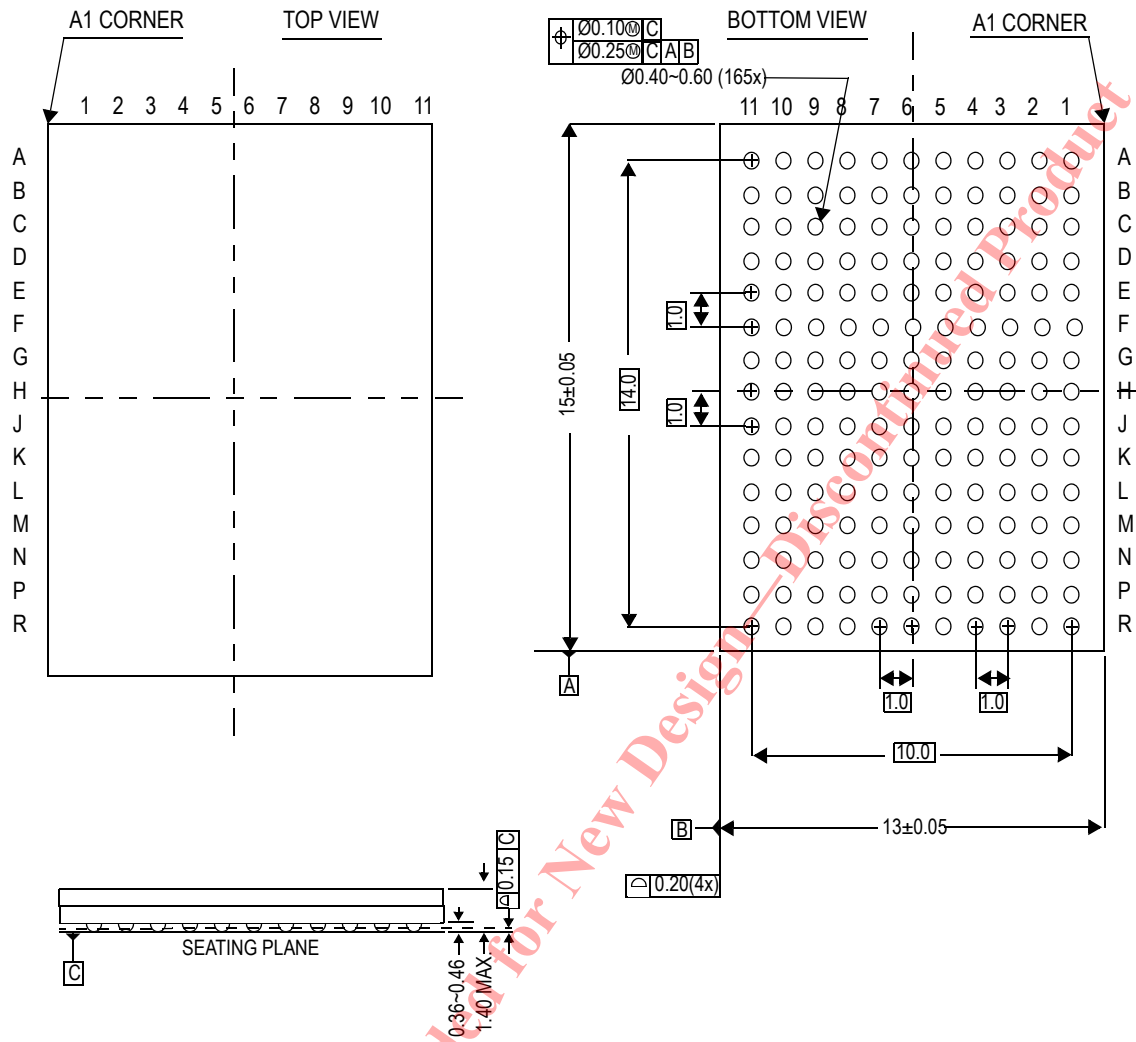 A1 CORNER
TOP VIEW
1 2 3 4 5 6 7 8 9 10 11
A
B
C
D
E
F
G
H
J
K
L
M
N
P
R
Ø0.10Ⓜ C
Ø0.25Ⓜ C A B
Ø0.40~0.60 (165x)
BOTTOM VIEW
A1 CORNER
11 10 9 8 7 6 5 4 3 2 1
A
B
C
D
E
F
G
H
J
K
L
M
N
P
R
15±0.05
14.0
1.0
1.0
A
1.0
1.0
10.0
B
13±0.05
0.20(4x)
0.15 C
SEATING PLANE
C
0.36~0.46
1.40 MAX.
for New Design—Discontinued Product